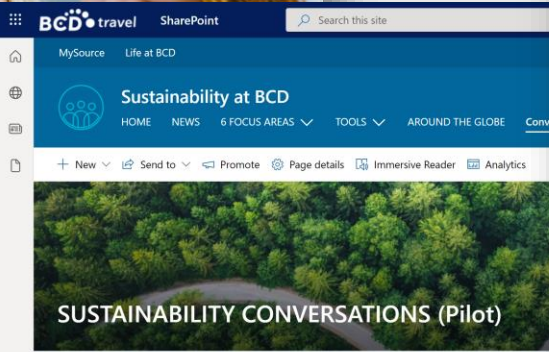 BCD travel SharePoint Search this site
MySource Life at BCD
Sustainability at BCD
HOME NEWS 6 FOCUS AREAS TOOLS AROUND THE GLOBE Conv
New Send to Promote Page details Immersive Reader Analytics
SUSTAINABILITY CONVERSATIONS (Pilot)